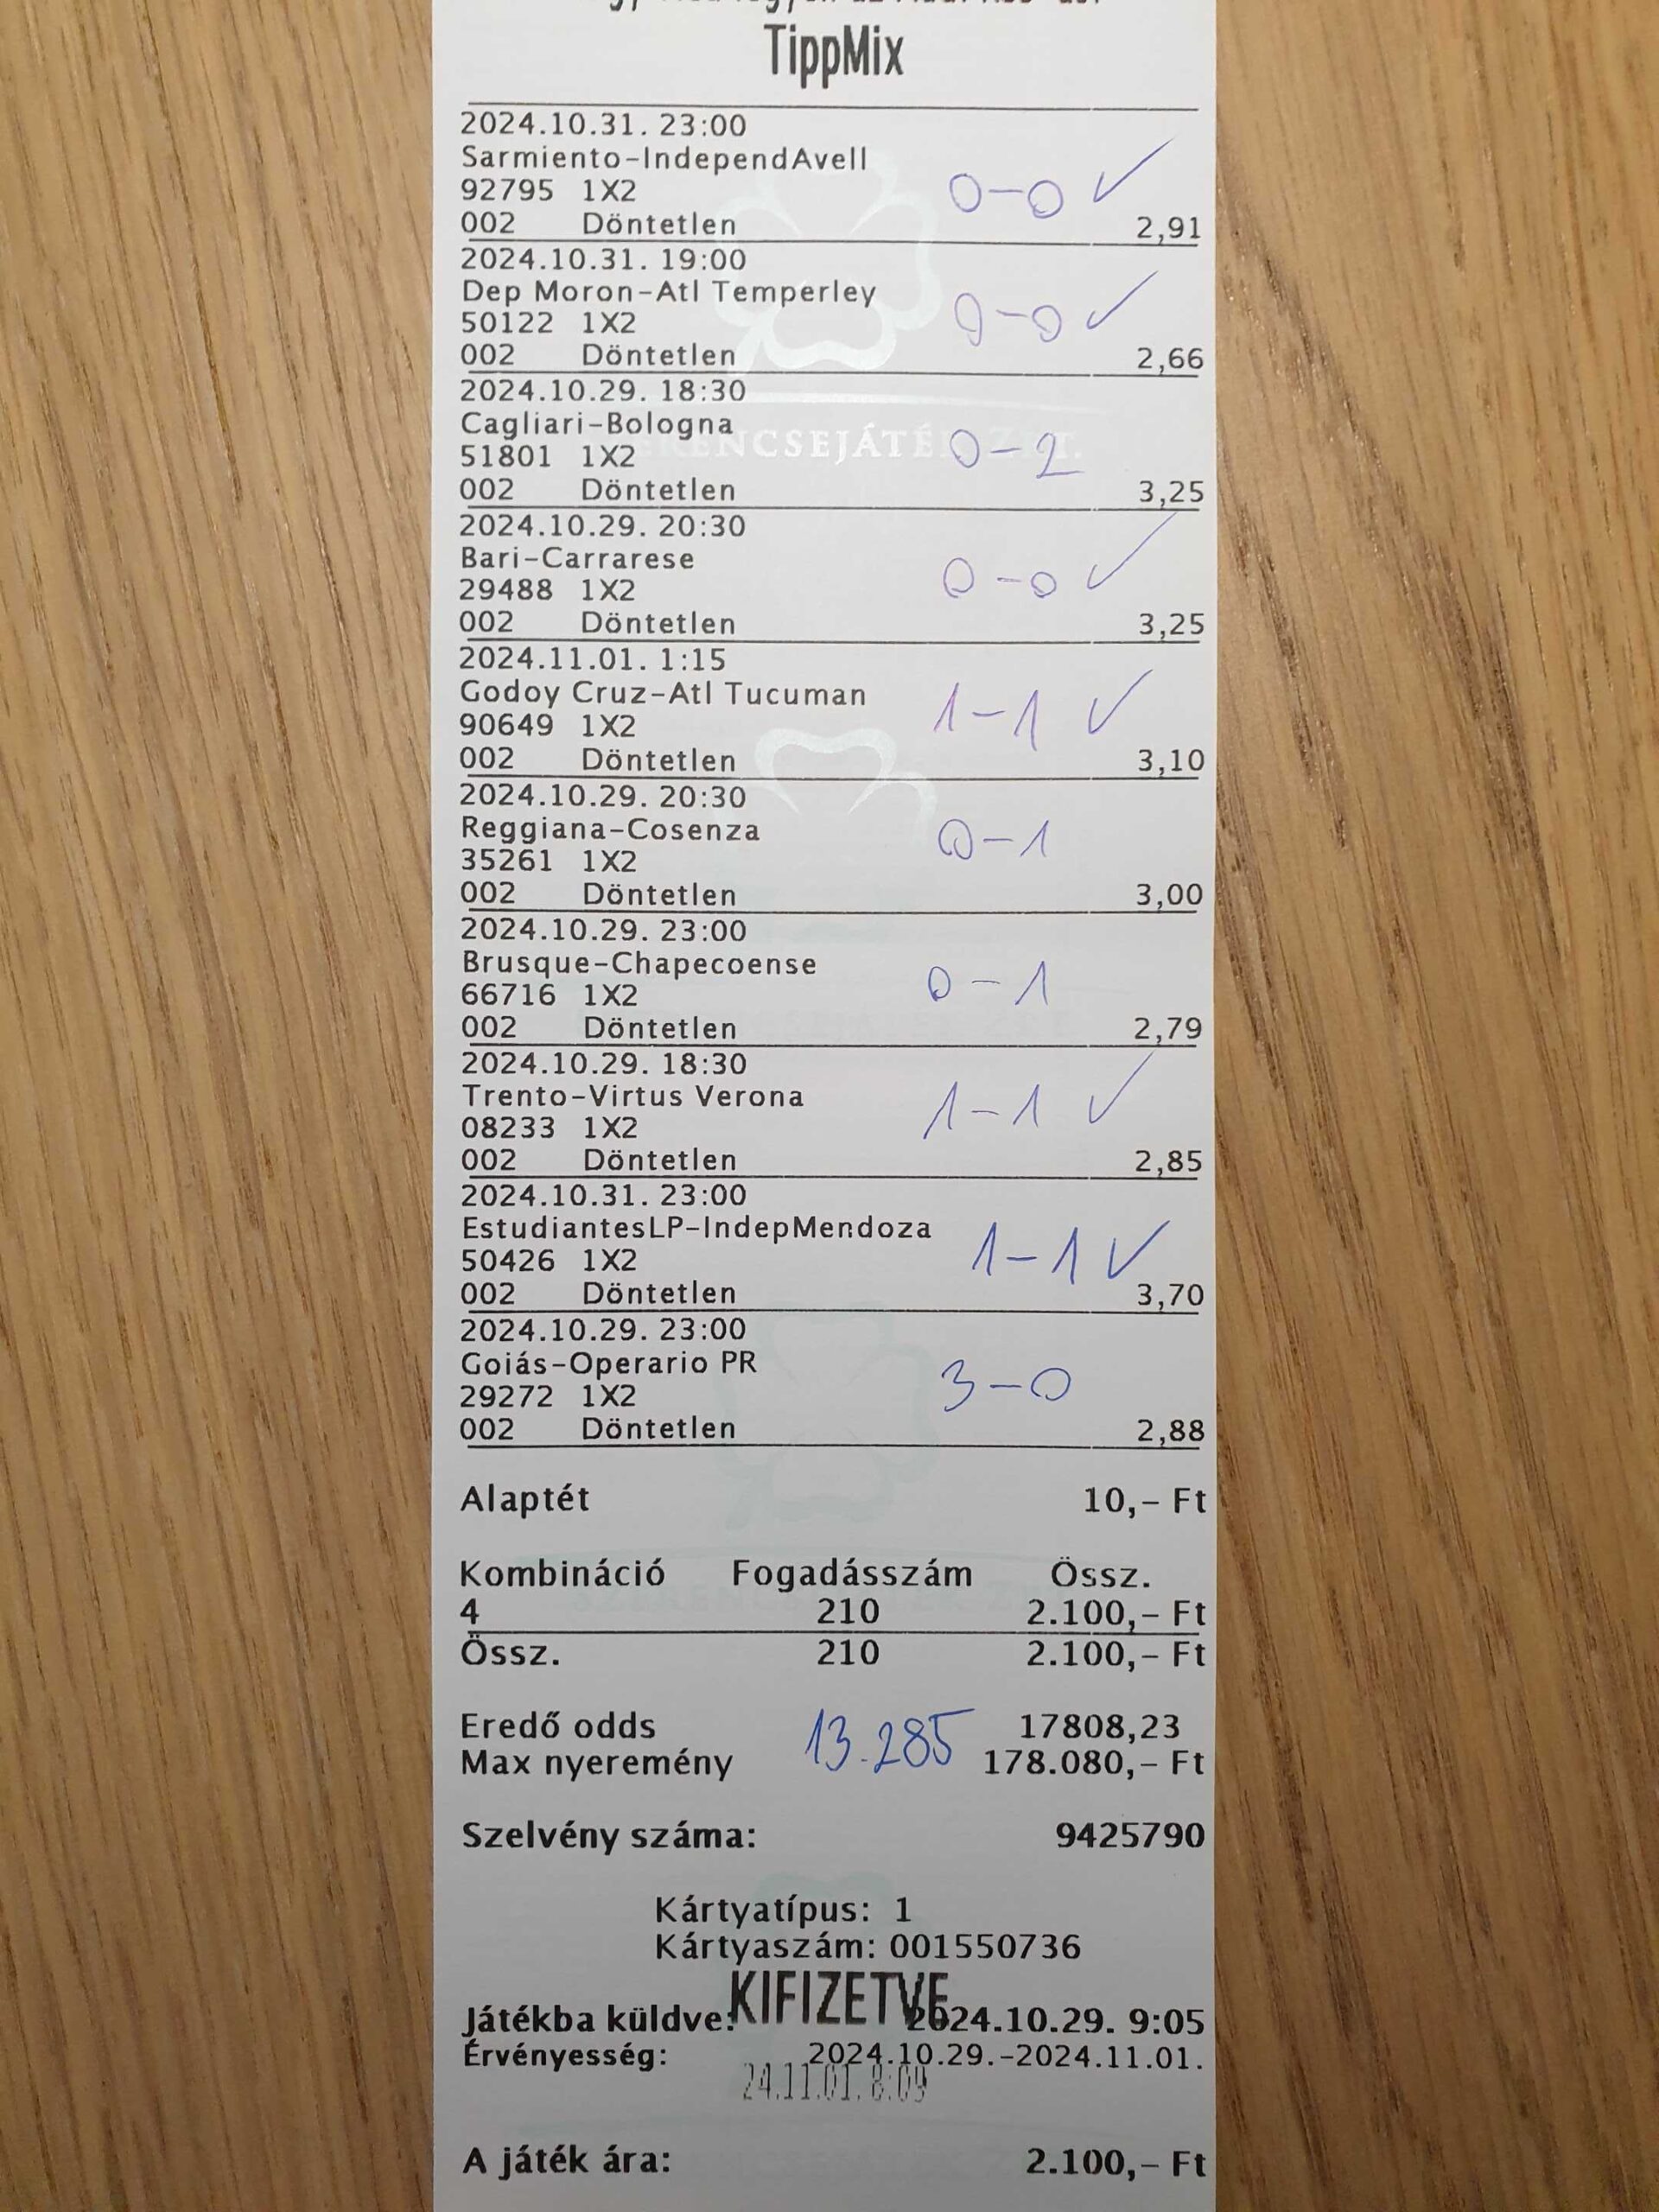 TippMix
2024.10.31. 23:00
Sarmiento-IndependAvell
92795 1X2 0-0 ✓
002 Döntetlen 2,91
2024.10.31. 19:00
Dep Moron-Atl Temperley
50122 1X2 0-0 ✓
002 Döntetlen 2,66
2024.10.29. 18:30
Cagliari-Bologna
51801 1X2 0-2
002 Döntetlen 3,25
2024.10.29. 20:30
Bari-Carrarese
29488 1X2 0-0 ✓
002 Döntetlen 3,25
2024.11.01. 1:15
Godoy Cruz-Atl Tucuman
90649 1X2 1-1 ✓
002 Döntetlen 3,10
2024.10.29. 20:30
Reggiana-Cosenza 0-1
35261 1X2
002 Döntetlen 3,00
2024.10.29. 23:00
Brusque-Chapecoense
66716 1X2 0-1
002 Döntetlen 2,79
2024.10.29. 18:30
Trento-Virtus Verona 1-1 ✓
08233 1X2
002 Döntetlen 2,85
2024.10.31. 23:00
EstudiantesLP-IndepMendoza
50426 1X2 1-1 ✓
002 Döntetlen 3,70
2024.10.29. 23:00
Goiás-Operario PR
29272 1X2 3-0
002 Döntetlen 2,88
Alaptét 10,- Ft
Kombináció Fogadásszám Össz.
4 210 2.100,- Ft
Össz. 210 2.100,- Ft
Eredő odds 17808,23
13.285
Max nyeremény 178.080,- Ft
Szelvény száma: 9425790
Kártyatípus: 1
Kártyaszám: 001550736
KIFIZETVE
Játékba küldve: 2024.10.29. 9:05
Érvényesség: 2024.10.29.-2024.11.01.
24.11.01. 8:09
A játék ára: 2.100,- Ft